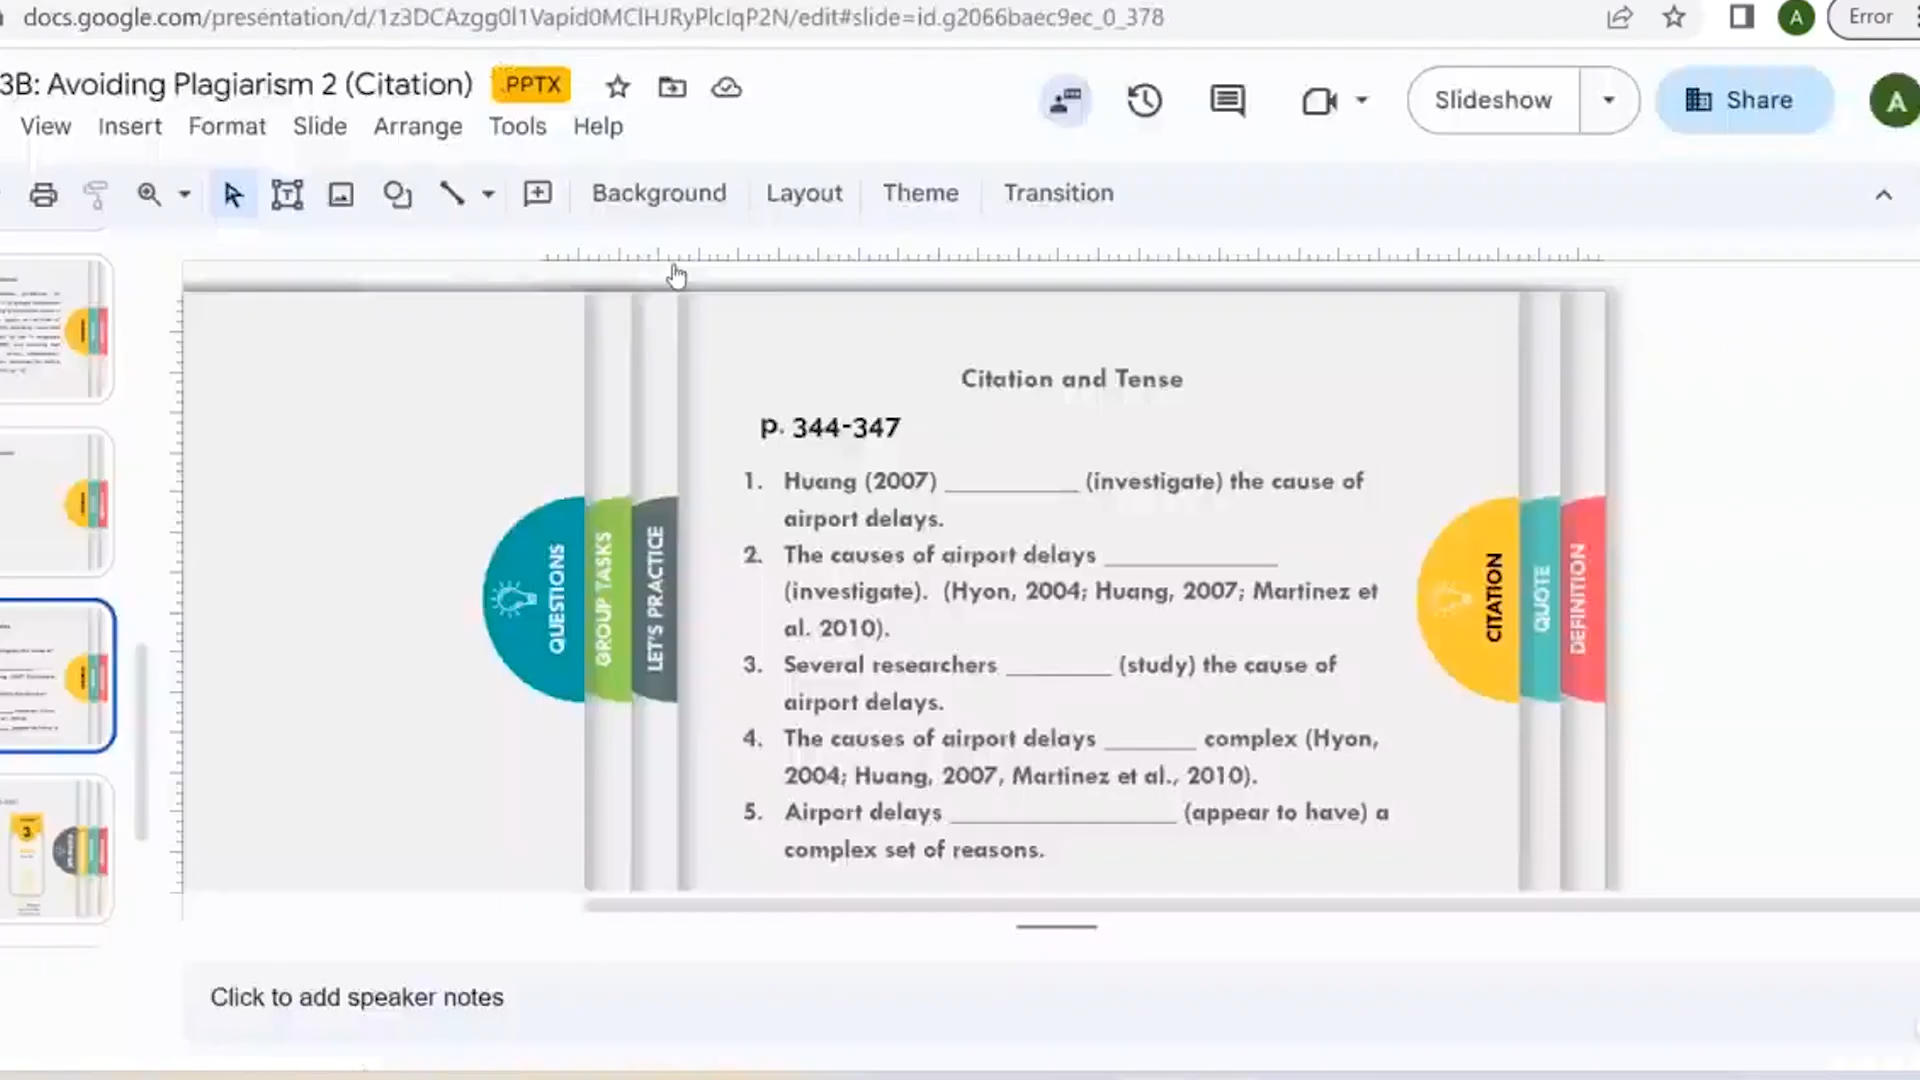 docs.google.com/presentation/d/1z3DCAzgg0l1Vapid0MClHJRyPlcIqP2N/edit#slide=id.g2066baec9ec_0_378
A
Error
3B: Avoiding Plagiarism 2 (Citation)
.PPTX
Slideshow
Share
A
View Insert Format Slide Arrange Tools Help
Background Layout Theme Transition
Citation and Tense
p. 344-347
1. Huang (2007) __________ (investigate) the cause of
airport delays.
2. The causes of airport delays _____________
(investigate). (Hyon, 2004; Huang, 2007; Martinez et
al. 2010).
3. Several researchers ________ (study) the cause of
airport delays.
4. The causes of airport delays _______ complex (Hyon,
2004; Huang, 2007, Martinez et al., 2010).
5. Airport delays _________________ (appear to have) a
complex set of reasons.
QUESTIONS
GROUP TASKS
LET'S PRACTICE
CITATION
QUOTE
DEFINITION
3
Click to add speaker notes